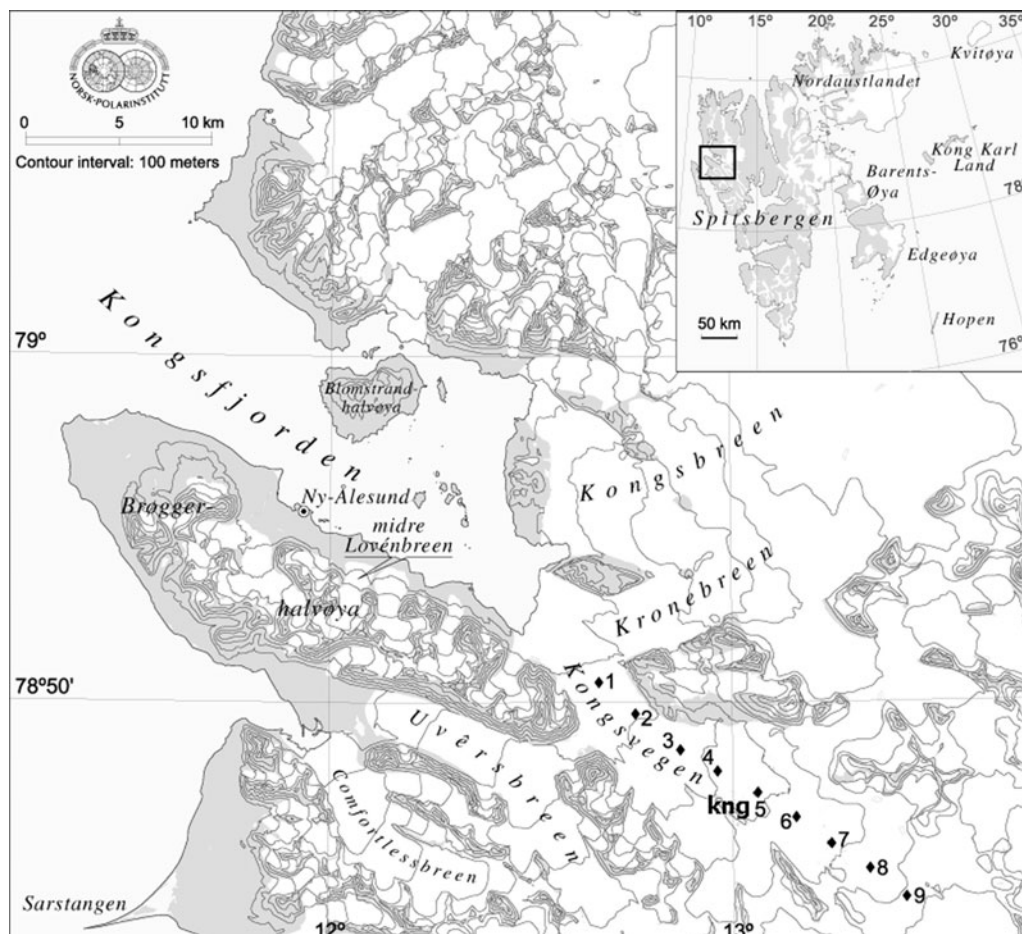 NORSK-POLARINSTITUTT
0 5 10 km
Contour interval: 100 meters
10° 15° 20° 25° 30° 35°
Kvitøya
Nordaustlandet
Kong Karl
Land
Barents-
Øya
78°
Spitsbergen
Edgeøya
50 km
Hopen
76°
Kongsfjorden
79°
Blomstrand-
halvøya
Kongsbreen
Ny-Ålesund
Brøgger-
midre
Lovénbreen
halvøya
Kronebreen
78°50'
Kongsvegen
1
2
3
4
kng 5
6
7
8
9
Uvêrsbreen
Comfortlessbreen
Sarstangen
12° 13°